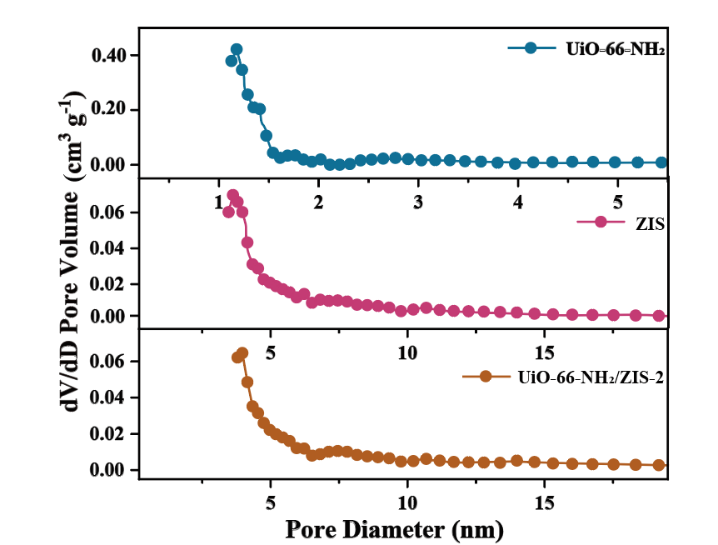 dV/dD Pore Volume (cm³ g⁻¹)
0.40
0.20
0.00
UiO-66-NH₂
1 2 3 4 5
0.06
0.04
0.02
0.00
ZIS
5 10 15
0.06
0.04
0.02
0.00
UiO-66-NH₂/ZIS-2
5 10 15
Pore Diameter (nm)